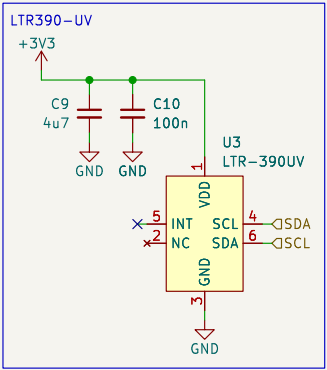 LTR390-UV
+3V3
C9
4u7
C10
100n
GND
GND
U3
LTR-390UV
1
VDD
5 INT
2 NC
SCL 4 SDA
SDA 6 SCL
GND
3
GND